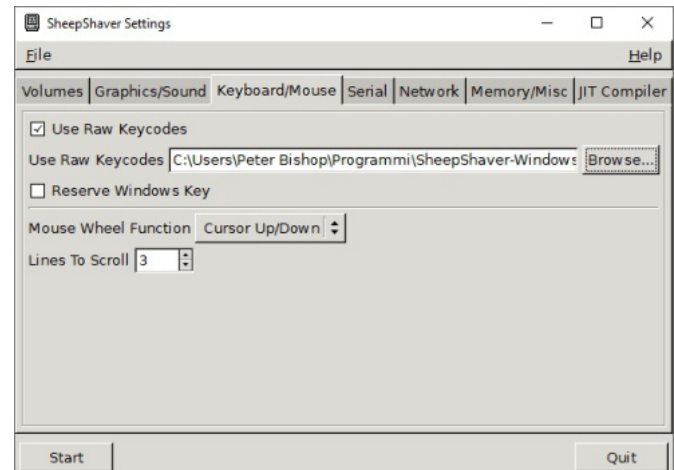 SheepShaver Settings
File Help
Volumes Graphics/Sound Keyboard/Mouse Serial Network Memory/Misc JIT Compiler
Use Raw Keycodes
Use Raw Keycodes C:\Users\Peter Bishop\Programmi\SheepShaver-Windows Browse...
Reserve Windows Key
Mouse Wheel Function Cursor Up/Down
Lines To Scroll 3
Start Quit